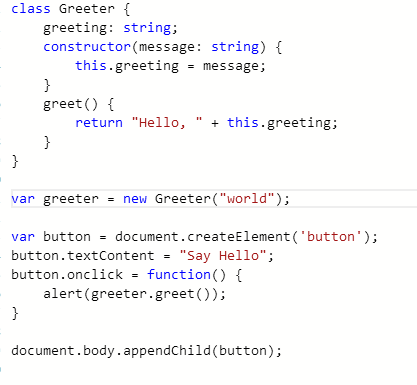 class Greeter {
    greeting: string;
    constructor(message: string) {
        this.greeting = message;
    }
    greet() {
        return "Hello, " + this.greeting;
    }
}
var greeter = new Greeter("world");
var button = document.createElement('button');
button.textContent = "Say Hello";
button.onclick = function() {
    alert(greeter.greet());
}
document.body.appendChild(button);